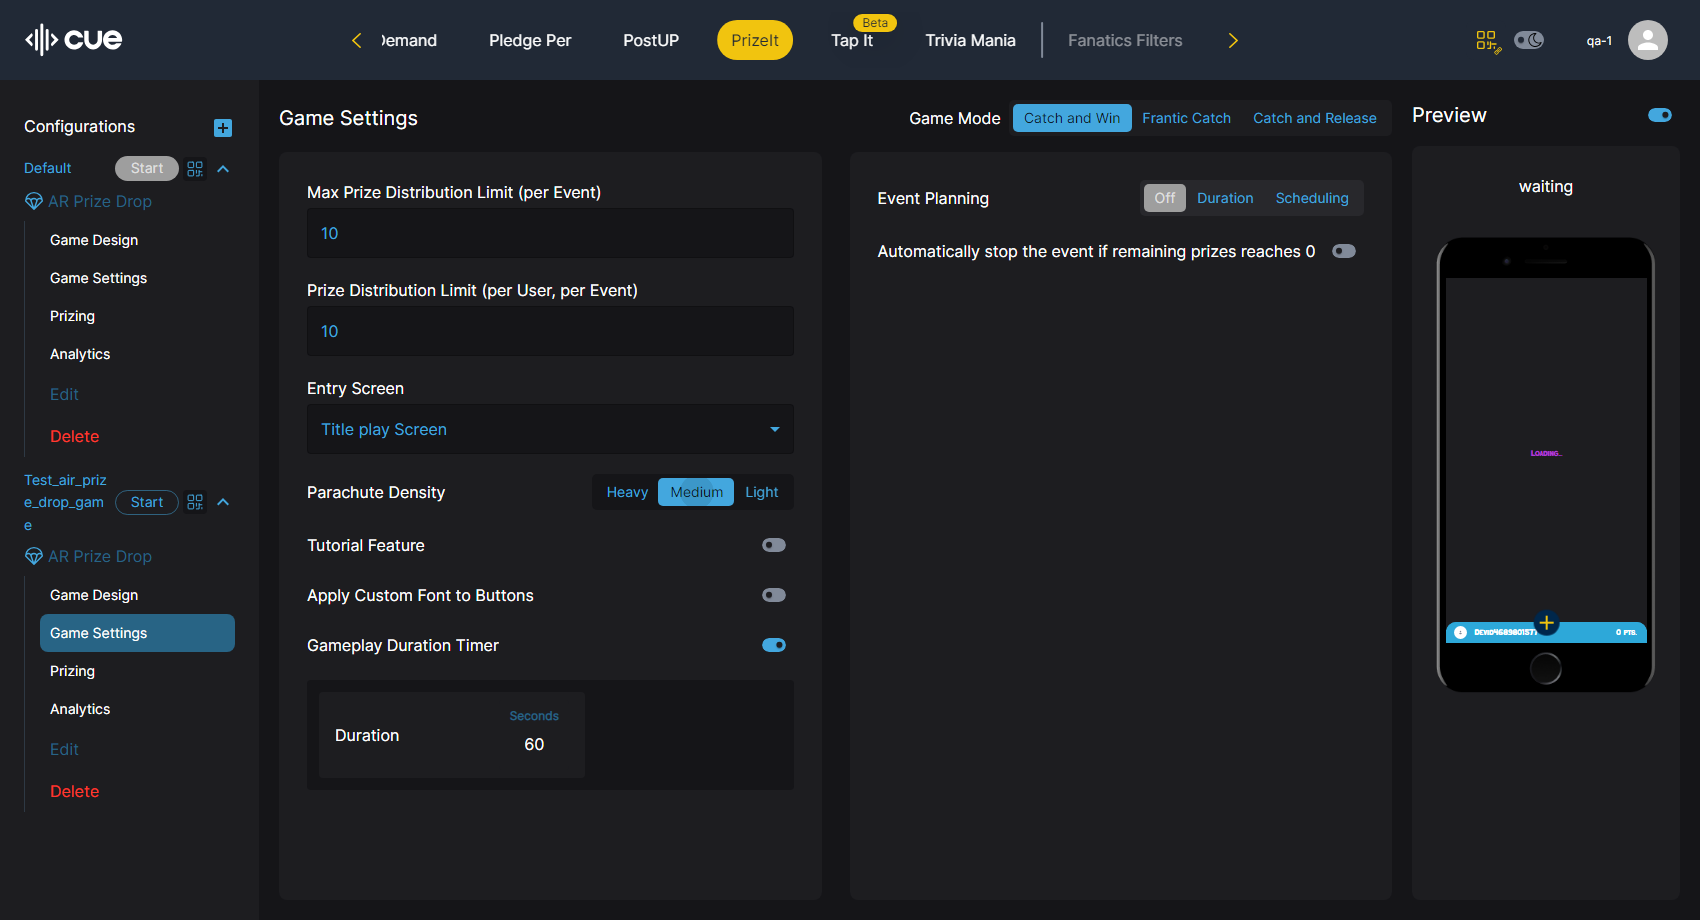 cue
Demand
Pledge Per
PostUP
PrizeIt
Beta
Tap It
Trivia Mania
Fanatics Filters
qa-1
Configurations
Default
Start
AR Prize Drop
Game Design
Game Settings
Prizing
Analytics
Edit
Delete
Test_air_priz
e_drop_gam
e
Start
AR Prize Drop
Game Design
Game Settings
Prizing
Analytics
Edit
Delete
Game Settings
Game Mode
Catch and Win
Frantic Catch
Catch and Release
Max Prize Distribution Limit (per Event)
10
Prize Distribution Limit (per User, per Event)
10
Entry Screen
Title play Screen
Parachute Density
Heavy
Medium
Light
Tutorial Feature
Apply Custom Font to Buttons
Gameplay Duration Timer
Duration
Seconds
60
Event Planning
Off
Duration
Scheduling
Automatically stop the event if remaining prizes reaches 0
Preview
waiting
Loading...
0 pts.